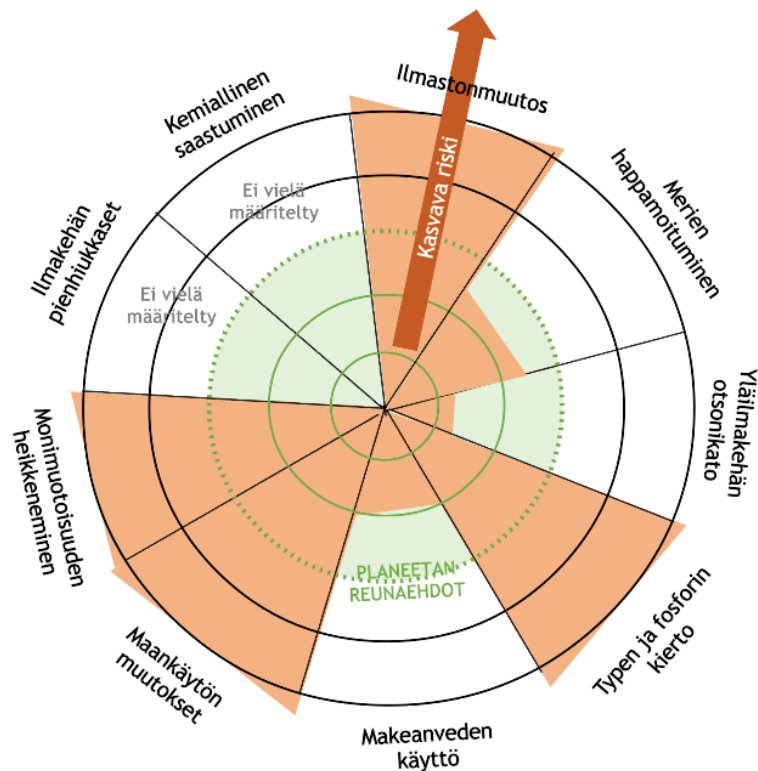 Ilmastonmuutos
Kasvava riski
Merien
happamoituminen
Yläilmakehän
otsonikato
Typen ja fosforin
kierto
Makeanveden
käyttö
Maankäytön
muutokset
Monimuotoisuuden
heikkeneminen
Ilmakehän
pienhiukkaset
Kemiallinen
saastuminen
Ei vielä
määritelty
Ei vielä
määritelty
PLANEETAN
REUNAEHDOT